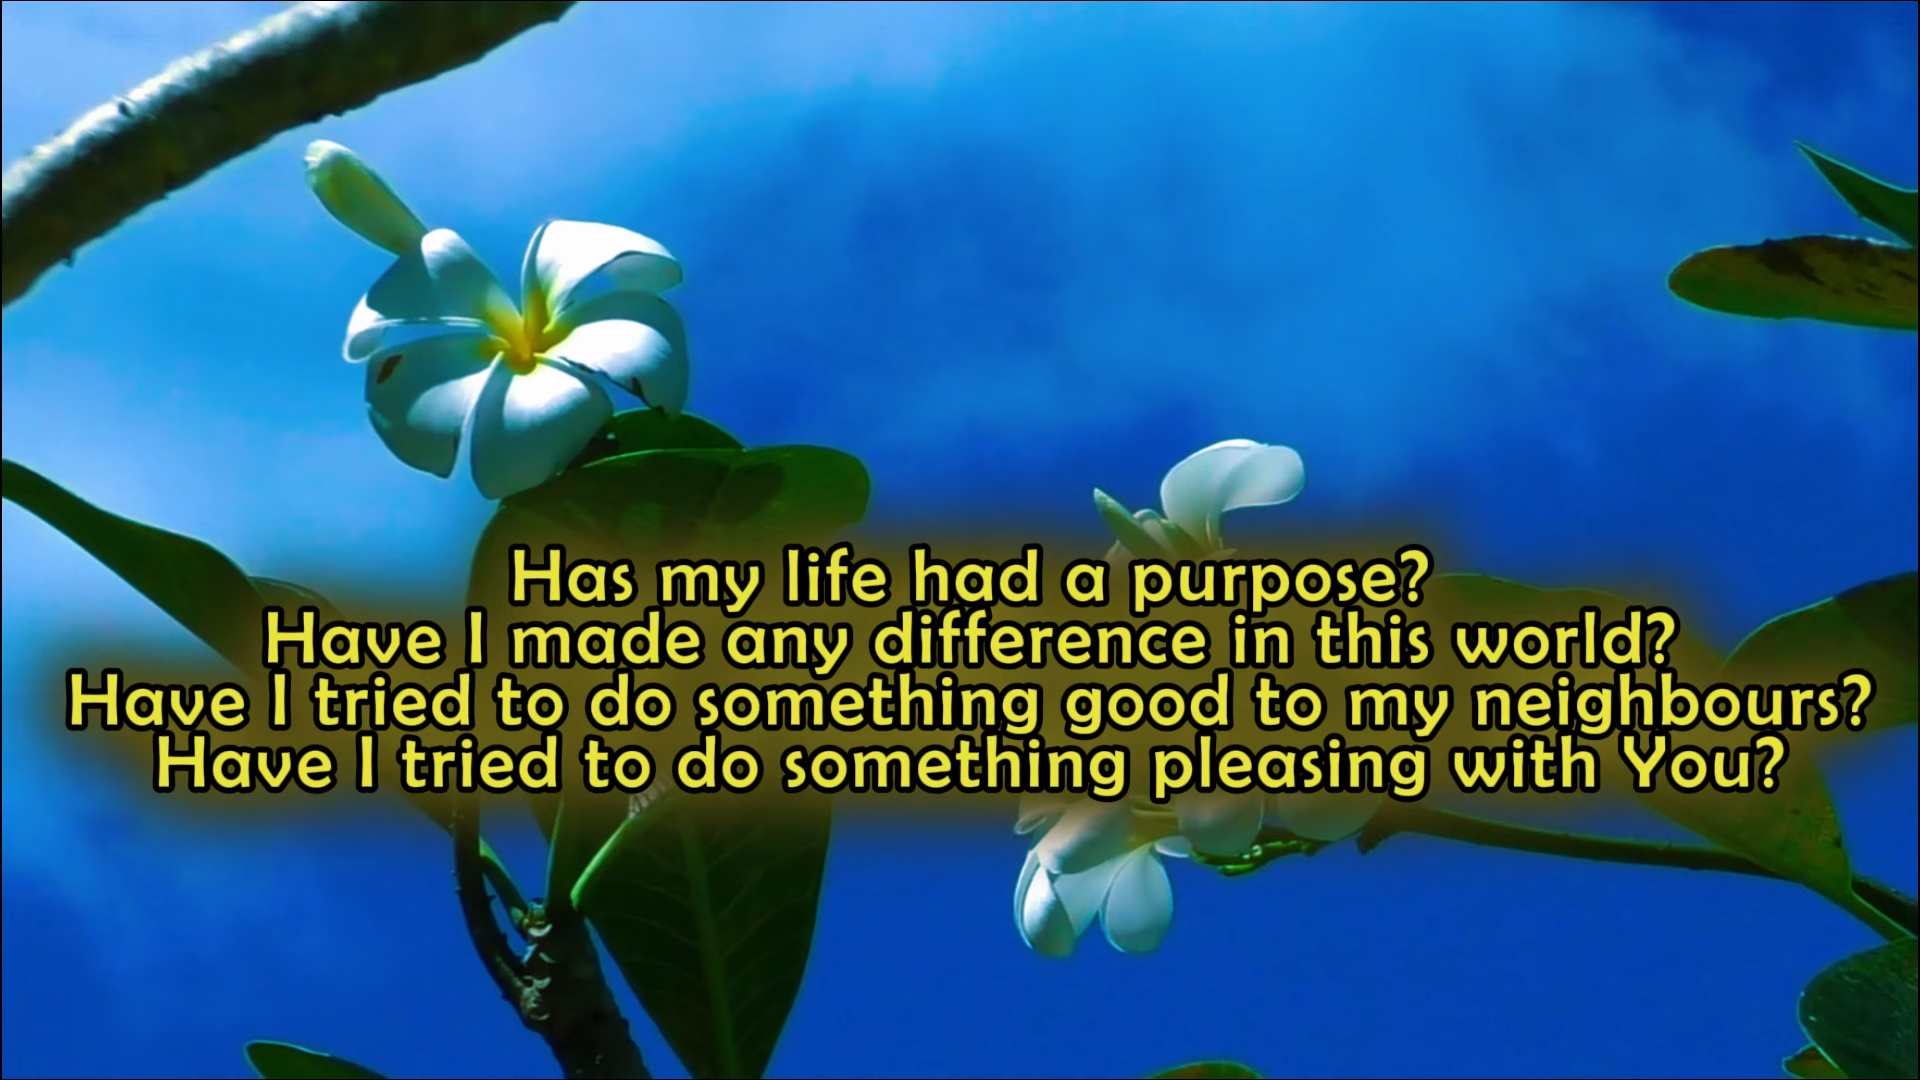 Has my life had a purpose?
Have I made any difference in this world?
Have I tried to do something good to my neighbours?
Have I tried to do something pleasing with You?